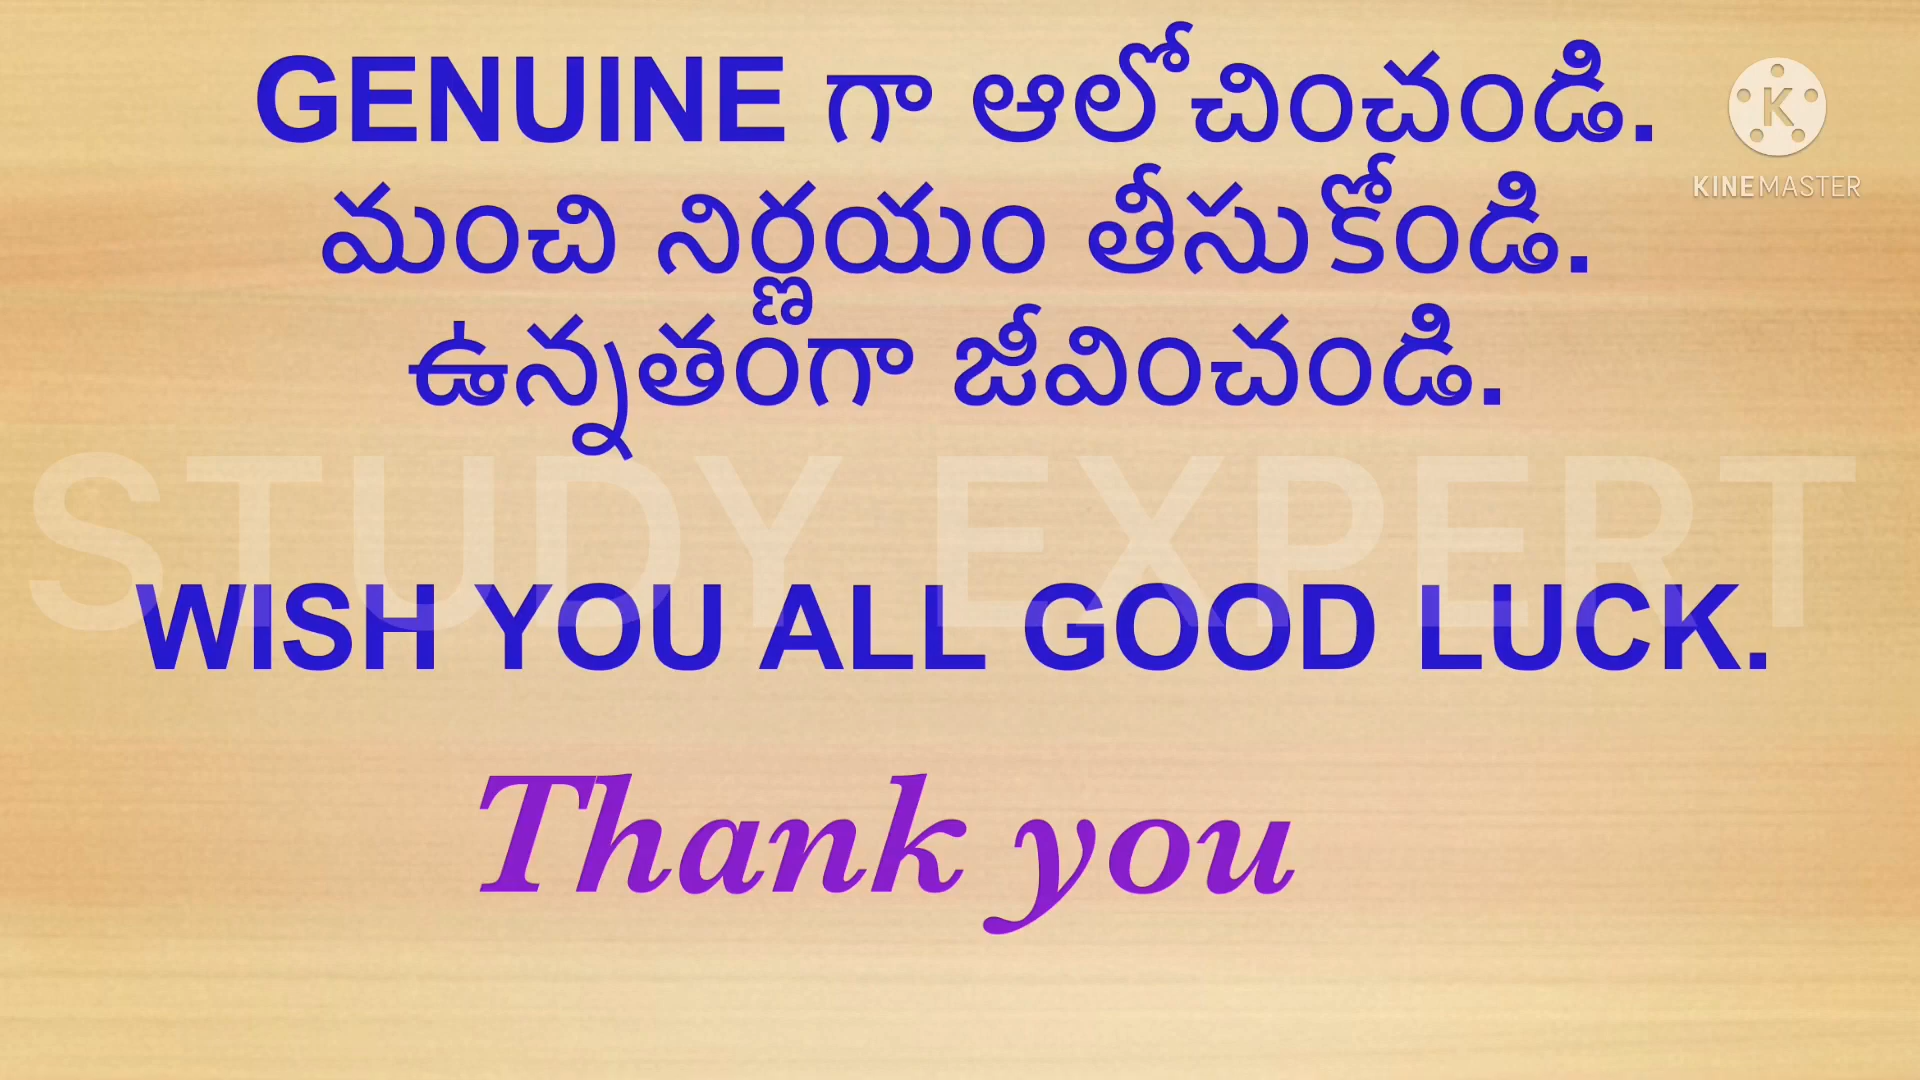 GENUINE గా ఆలోచించండి.
మంచి నిర్ణయం తీసుకోండి.
ఉన్నతంగా జీవించండి.
STUDY EXPERT
WISH YOU ALL GOOD LUCK.
Thank you
K
KINEMASTER